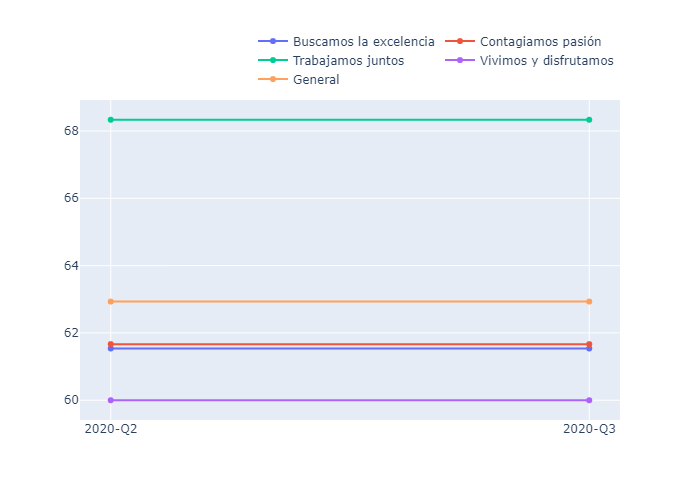 Buscamos la excelencia Contagiamos pasión
Trabajamos juntos Vivimos y disfrutamos
General
68
66
64
62
60
2020-Q2 2020-Q3